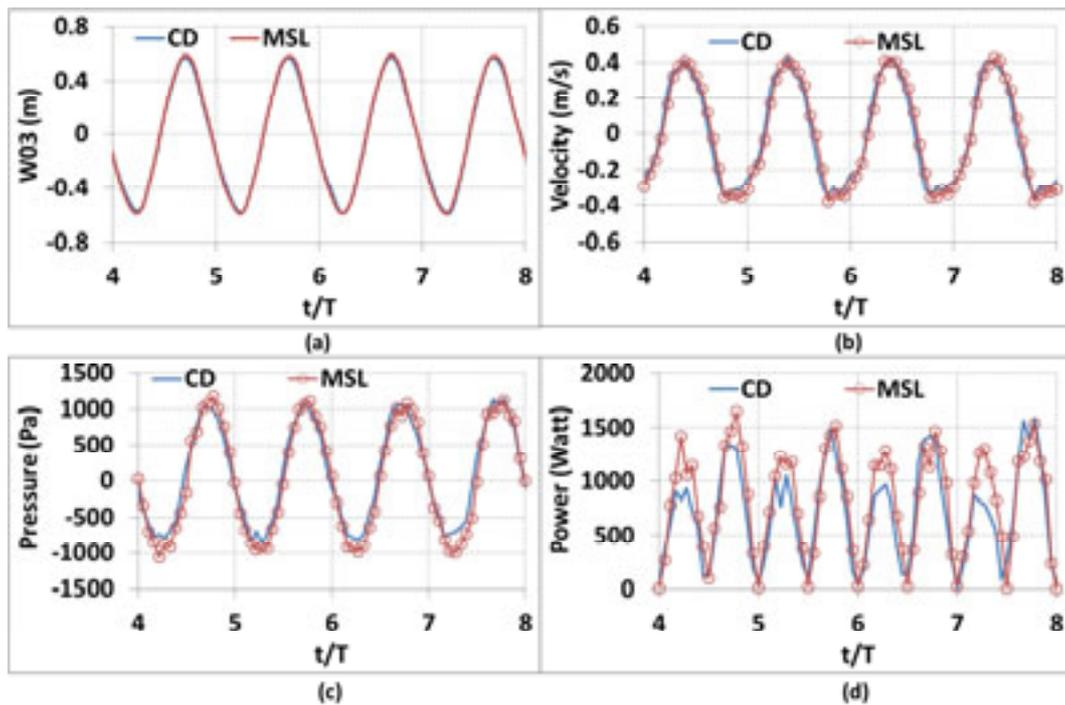 CD MSL
W03 (m)
0.8
0.4
0
-0.4
-0.8
4 5 6 7 8
t/T
(a)
CD MSL
Velocity (m/s)
0.6
0.4
0.2
0
-0.2
-0.4
-0.6
4 5 6 7 8
t/T
(b)
CD MSL
Pressure (Pa)
1500
1000
500
0
-500
-1000
-1500
4 5 6 7 8
t/T
(c)
CD MSL
Power (Watt)
2000
1500
1000
500
0
4 5 6 7 8
t/T
(d)